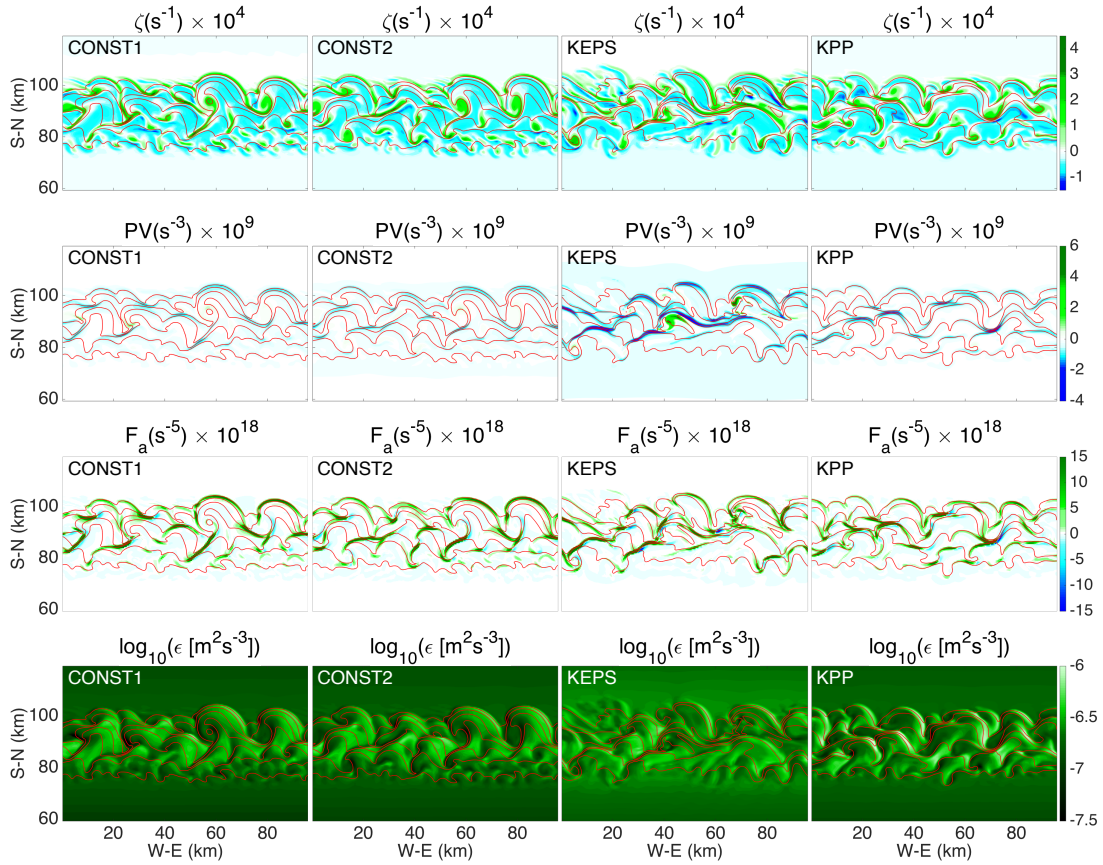 ζ(s⁻¹) × 10⁴ ζ(s⁻¹) × 10⁴ ζ(s⁻¹) × 10⁴ ζ(s⁻¹) × 10⁴
CONST1 CONST2 KEPS KPP
S-N (km)
100
80
60
4
3
2
1
0
-1
PV(s⁻³) × 10⁹ PV(s⁻³) × 10⁹ PV(s⁻³) × 10⁹ PV(s⁻³) × 10⁹
CONST1 CONST2 KEPS KPP
S-N (km)
100
80
60
6
4
2
0
-2
-4
Fₐ(s⁻⁵) × 10¹⁸ Fₐ(s⁻⁵) × 10¹⁸ Fₐ(s⁻⁵) × 10¹⁸ Fₐ(s⁻⁵) × 10¹⁸
CONST1 CONST2 KEPS KPP
S-N (km)
100
80
60
15
10
5
0
-5
-10
-15
log₁₀(ϵ [m²s⁻³]) log₁₀(ϵ [m²s⁻³]) log₁₀(ϵ [m²s⁻³]) log₁₀(ϵ [m²s⁻³])
CONST1 CONST2 KEPS KPP
S-N (km)
100
80
60
-6
-6.5
-7
-7.5
20 40 60 80 20 40 60 80 20 40 60 80 20 40 60 80
W-E (km) W-E (km) W-E (km) W-E (km)